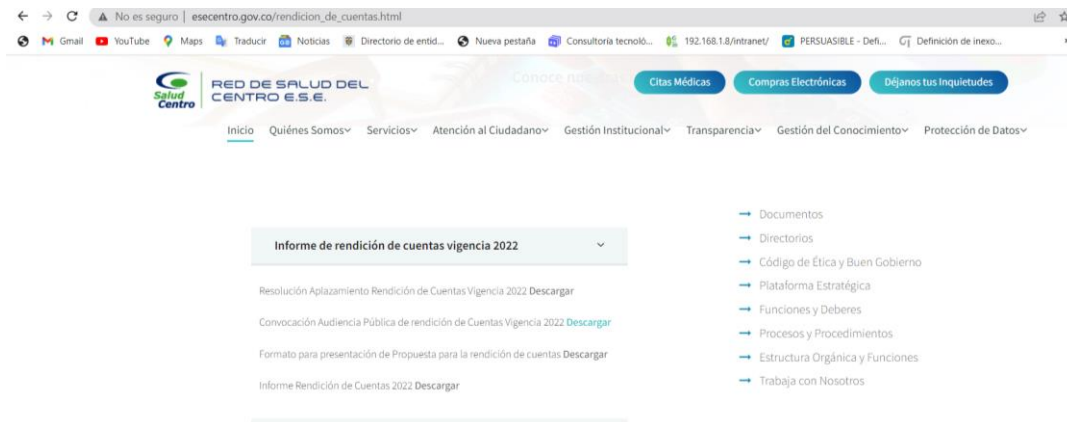 No es seguro | esecentro.gov.co/rendicion_de_cuentas.html
Gmail YouTube Maps Traducir Noticias Directorio de entid... Nueva pestaña Consultoría tecnoló... 192.168.1.8/intranet/ PERSUASIBLE - Defi... Definición de inexo...
Salud Centro
RED DE SALUD DEL
CENTRO E.S.E.
Conoce nuestra
Citas Médicas Compras Electrónicas Déjanos tus Inquietudes
Inicio Quiénes Somos Servicios Atención al Ciudadano Gestión Institucional Transparencia Gestión del Conocimiento Protección de Datos
Informe de rendición de cuentas vigencia 2022
Resolución Aplazamiento Rendición de Cuentas Vigencia 2022 Descargar
Convocación Audiencia Pública de rendición de Cuentas Vigencia 2022 Descargar
Formato para presentación de Propuesta para la rendición de cuentas Descargar
Informe Rendición de Cuentas 2022 Descargar
Documentos
Directorios
Código de Ética y Buen Gobierno
Plataforma Estratégica
Funciones y Deberes
Procesos y Procedimientos
Estructura Orgánica y Funciones
Trabaja con Nosotros